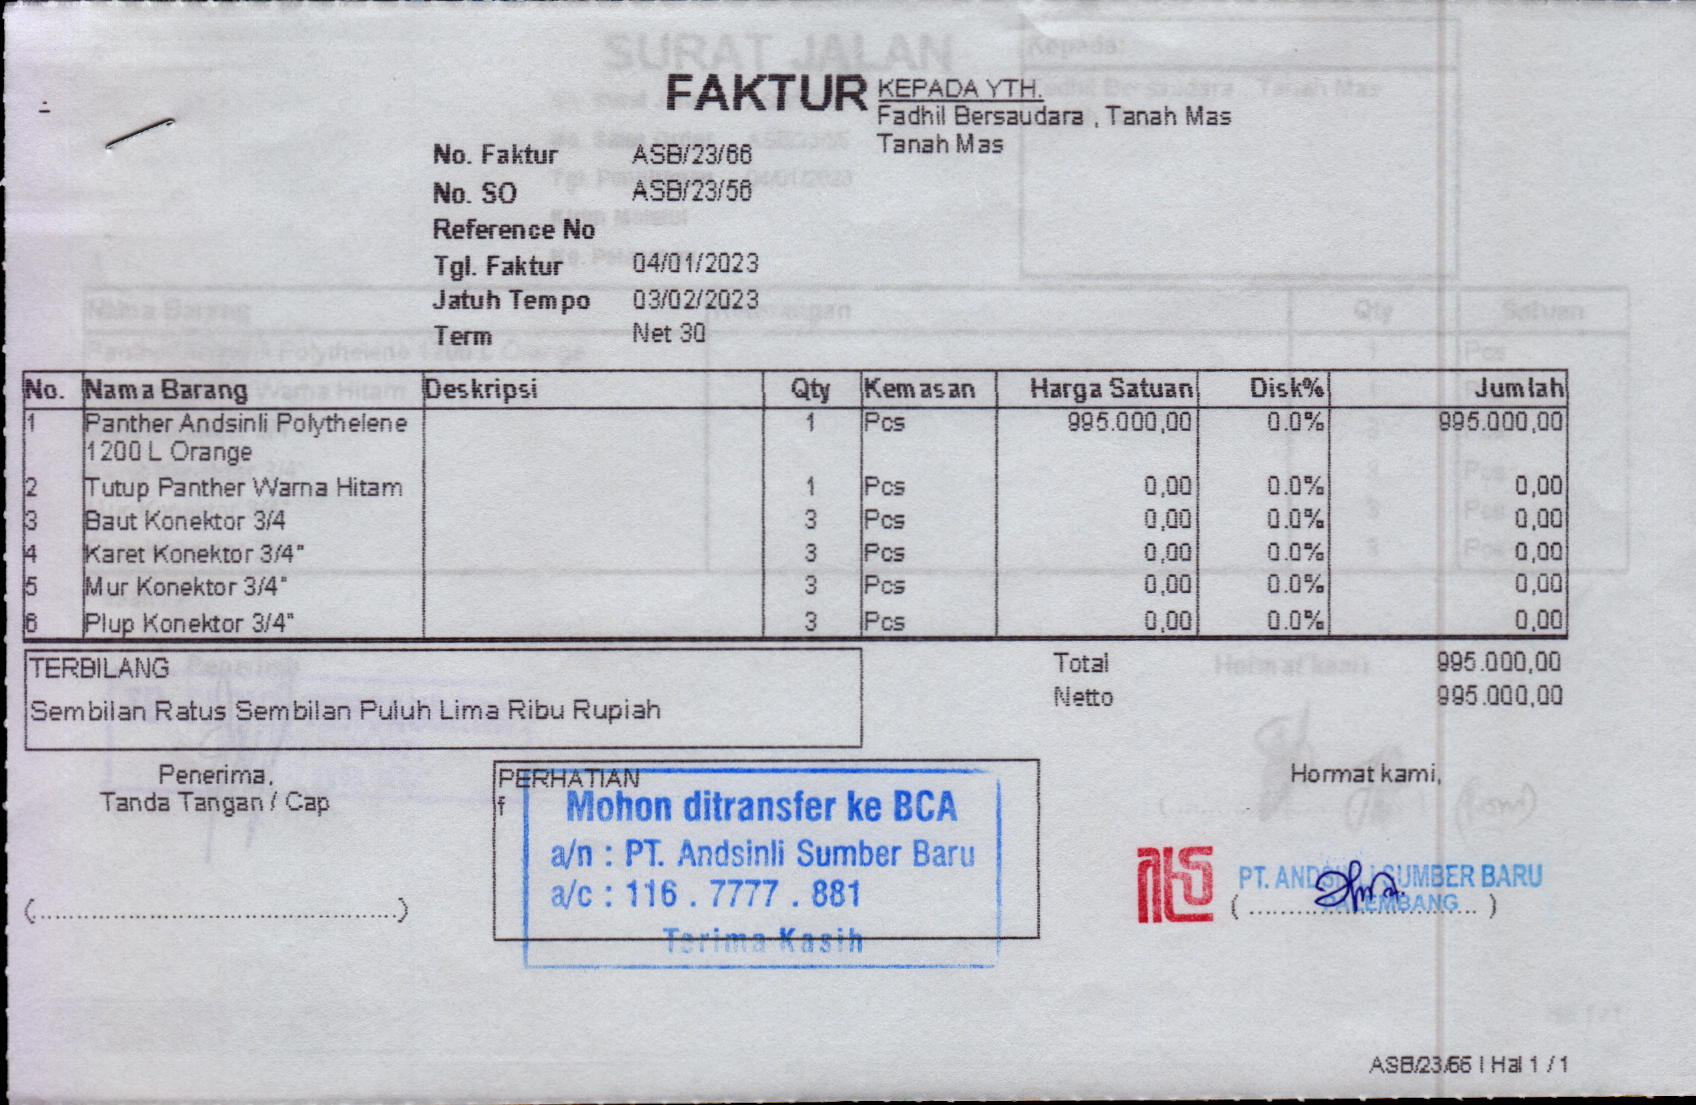 FAKTUR
KEPADA YTH.
Fadhil Bersaudara , Tanah Mas
Tanah Mas
No. Faktur ASB/23/66
No. SO ASB/23/56
Reference No
Tgl. Faktur 04/01/2023
Jatuh Tempo 03/02/2023
Term Net 30
No. Nama Barang Deskripsi Qty Kemasan Harga Satuan Disk% Jumlah
1 Panther Andsinli Polythelene 1 Pcs 995.000,00 0.0% 995.000,00
1200 L Orange
2 Tutup Panther Warna Hitam 1 Pcs 0,00 0.0% 0,00
3 Baut Konektor 3/4 3 Pcs 0,00 0.0% 0,00
4 Karet Konektor 3/4" 3 Pcs 0,00 0.0% 0,00
5 Mur Konektor 3/4" 3 Pcs 0,00 0.0% 0,00
6 Plup Konektor 3/4" 3 Pcs 0,00 0.0% 0,00
TERBILANG
Sembilan Ratus Sembilan Puluh Lima Ribu Rupiah
Total 995.000,00
Netto 995.000,00
Penerima,
Tanda Tangan / Cap
(..........................................)
PERHATIAN
f
Mohon ditransfer ke BCA
a/n : PT. Andsinli Sumber Baru
a/c : 116 . 7777 . 881
Terima Kasih
Hormat kami,
PT. ANDSINLI SUMBER BARU
PALEMBANG
ASB/23/66 | Hal 1 / 1